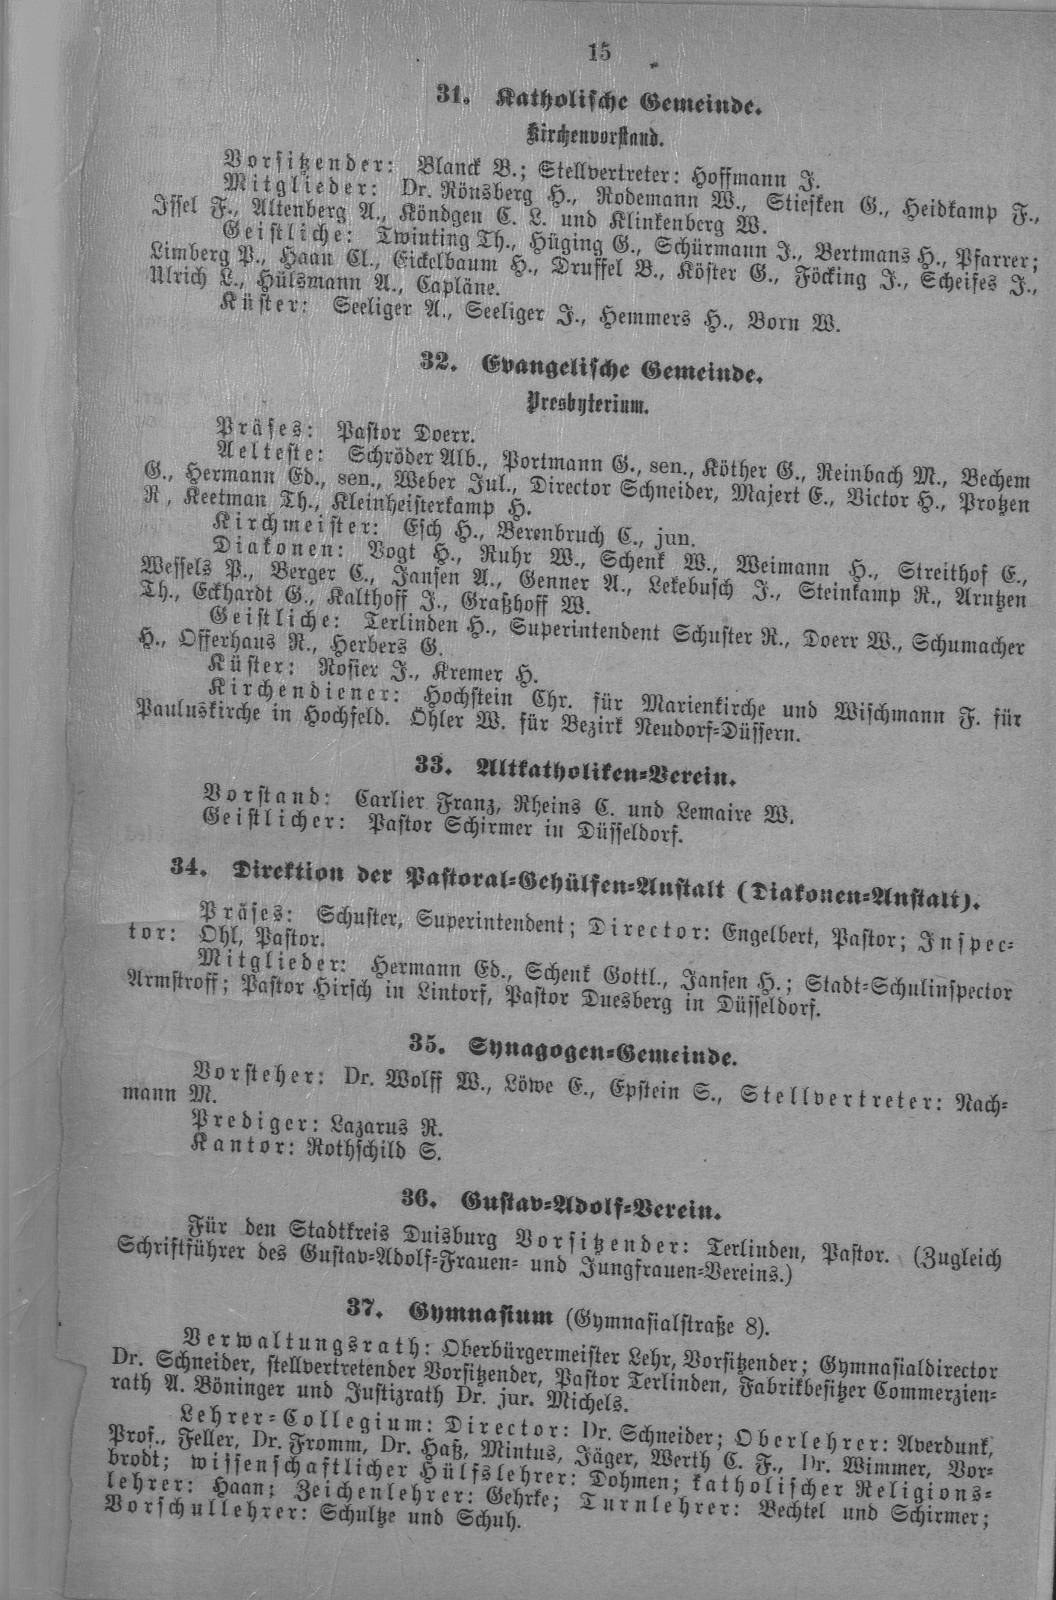 15
31. Katholische Gemeinde.
Kirchenvorstand.
Vorsitzender: Blanck B.; Stellvertreter: Hoffmann J.
Mitglieder: Dr. Rönsberg H., Rodemann W., Stiefken G., Heidkamp F.,
Issel F., Altenberg A., Köndgen C. L. und Klinkenberg W.
Geistliche: Twinting Th., Hüging G., Schürmann J., Bertmans H., Pfarrer;
Limberg P., Haan Cl., Eickelbaum H., Druffel B., Köster G., Föcking J., Scheifes J.,
Ulrich L., Hülsmann A., Capläne.
Küster: Seeliger A., Seeliger J., Hemmers H., Born W.
32. Evangelische Gemeinde.
Presbyterium.
Präses: Pastor Doerr.
Aelteste: Schröder Alb., Portmann G., sen., Köther G., Reinbach M., Bechem
G., Hermann Ed., sen., Weber Jul., Director Schneider, Majert E., Victor H., Protzen
R, Keetman Th., Kleinheisterkamp H.
Kirchmeister: Esch H., Berenbruch C., jun.
Diakonen: Vogt H., Ruhr W., Schenk W., Weimann H., Streithof E.,
Wessels P., Berger C., Jansen A., Genner A., Lekebusch J., Steinkamp R., Arntzen
Th., Eckhardt G., Kalthoff J., Graßhoff W.
Geistliche: Terlinden H., Superintendent Schuster R., Doerr W., Schumacher
H., Offerhaus R., Herbers G.
Küster: Rosier J., Kremer H.
Kirchendiener: Hochstein Chr. für Marienkirche und Wischmann F. für
Pauluskirche in Hochfeld. Öhler W. für Bezirk Neudorf-Düssern.
33. Altkatholiken-Verein.
Vorstand: Carlier Franz, Rheins C. und Lemaire W.
Geistlicher: Pastor Schirmer in Düsseldorf.
34. Direktion der Pastoral-Gehülfen-Anstalt (Diakonen-Anstalt).
Präses: Schuster, Superintendent; Director: Engelbert, Pastor; Inspec-
tor: Ohl, Pastor.
Mitglieder: Hermann Ed., Schenk Gottl., Jansen H.; Stadt-Schulinspector
Armstroff; Pastor Hirsch in Lintorf, Pastor Duesberg in Düsseldorf.
35. Synagogen-Gemeinde.
Vorsteher: Dr. Wolff W., Löwe E., Epstein S., Stellvertreter: Nach-
mann M.
Prediger: Lazarus R.
Kantor: Rothschild S.
36. Gustav-Adolf-Verein.
Für den Stadtkreis Duisburg Vorsitzender: Terlinden, Pastor. (Zugleich
Schriftführer des Gustav-Adolf-Frauen- und Jungfrauen-Vereins.)
37. Gymnasium (Gymnasialstraße 8).
Verwaltungsrath: Oberbürgermeister Lehr, Vorsitzender; Gymnasialdirector
Dr. Schneider, stellvertretender Vorsitzender, Pastor Terlinden, Fabrikbesitzer Commerzien-
rath A. Böninger und Justizrath Dr. jur. Michels.
Lehrer-Collegium: Director: Dr. Schneider; Oberlehrer: Averdunk,
Prof., Feller, Dr. Fromm, Dr. Haß, Mintus, Jäger, Werth C. F., Dr. Wimmer, Vor-
brodt; wissenschaftlicher Hülfslehrer: Dohmen; katholischer Religions-
lehrer: Haan; Zeichenlehrer: Gehrke; Turnlehrer: Bechtel und Schirmer;
Vorschullehrer: Schultze und Schuh.